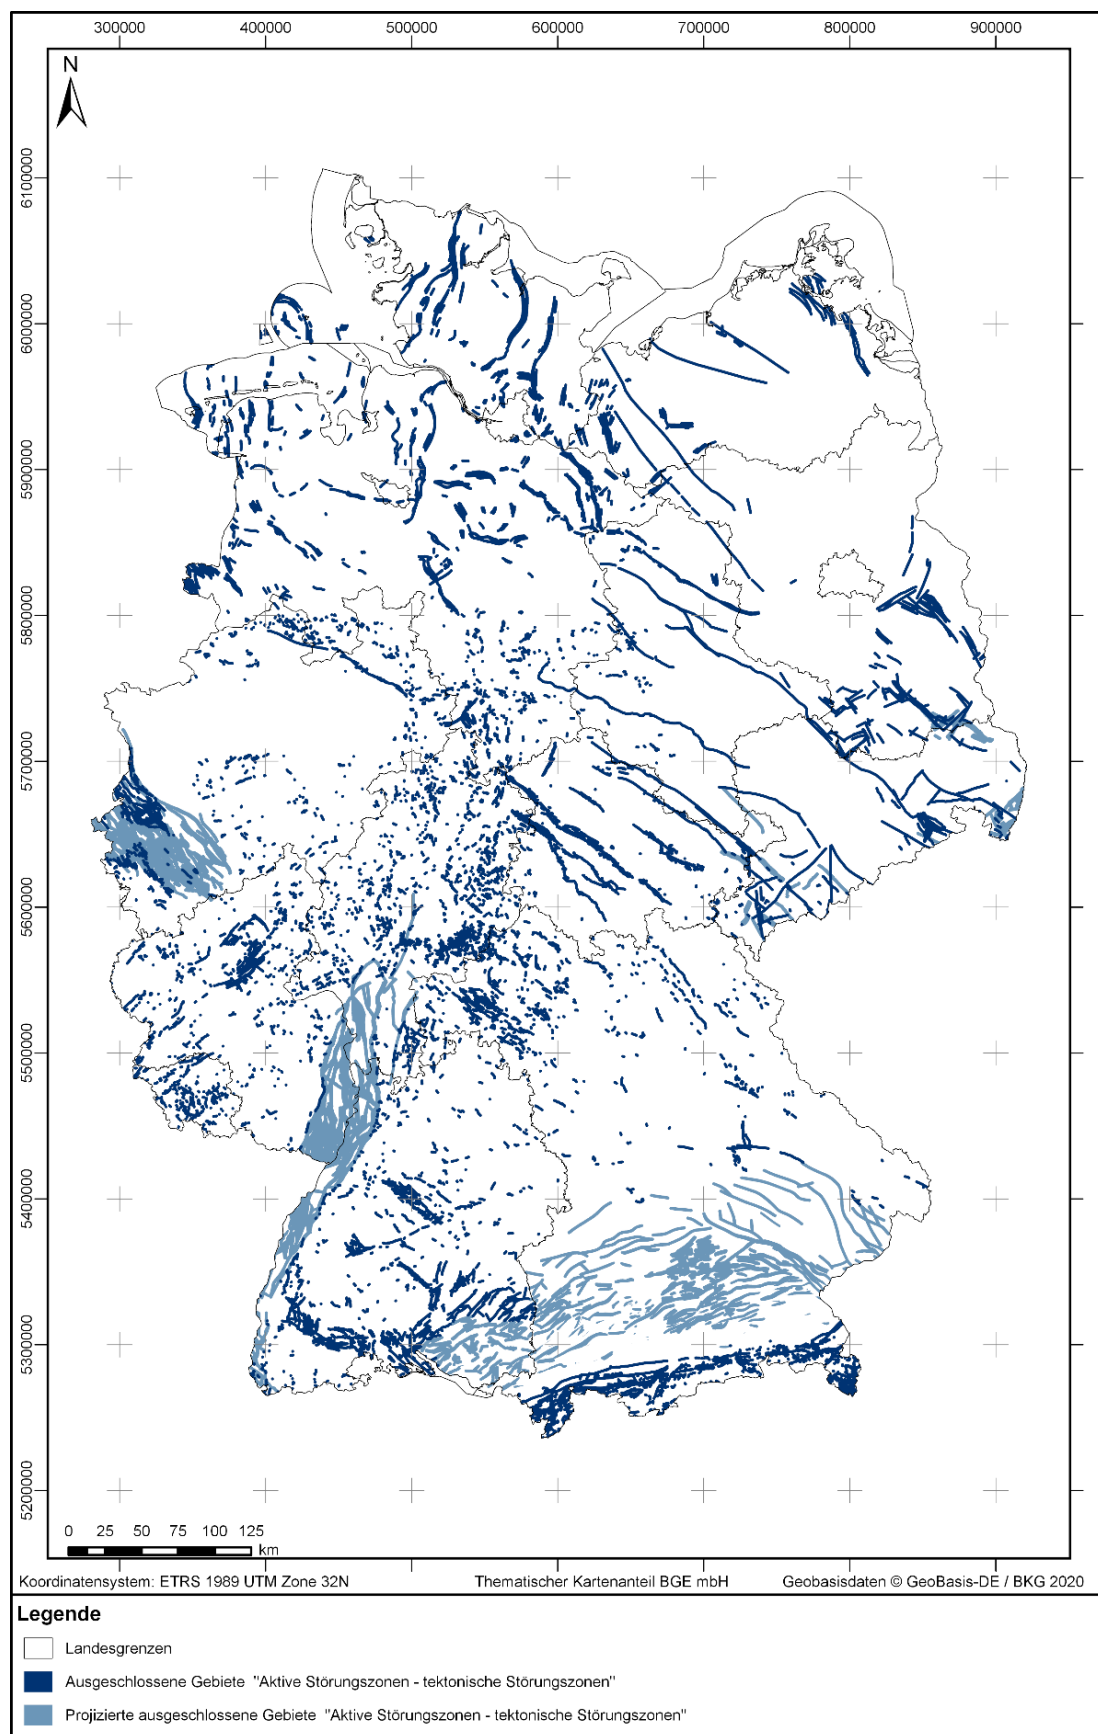 300000 400000 500000 600000 700000 800000 900000
N
6100000
6000000
5900000
5800000
5700000
5600000
5500000
5400000
5300000
5200000
0 25 50 75 100 125
km
Koordinatensystem: ETRS 1989 UTM Zone 32N Thematischer Kartenanteil BGE mbH Geobasisdaten © GeoBasis-DE / BKG 2020
Legende
Landesgrenzen
Ausgeschlossene Gebiete "Aktive Störungszonen - tektonische Störungszonen"
Projizierte ausgeschlossene Gebiete "Aktive Störungszonen - tektonische Störungszonen"